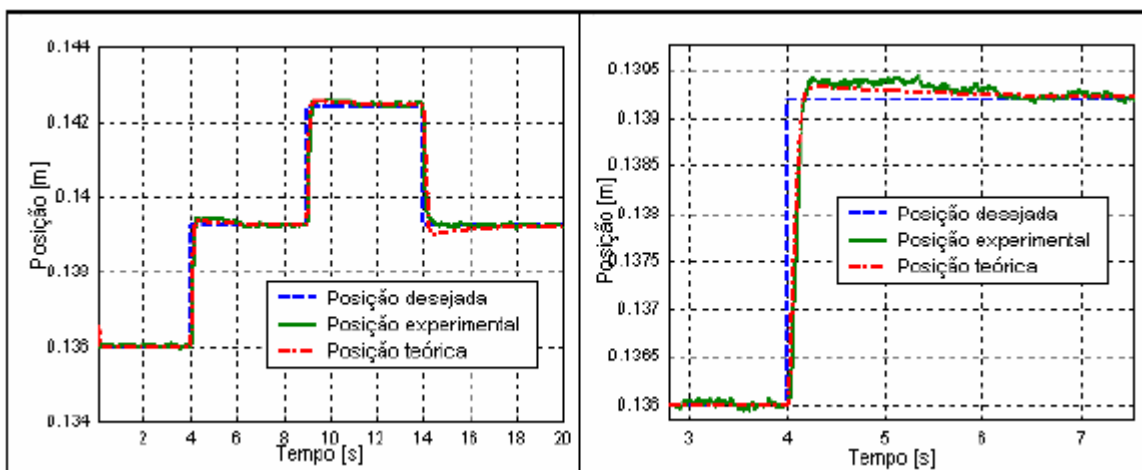 0.144
0.142
0.14
0.138
0.136
0.134
Posição [m]
Posição desejada
Posição experimental
Posição teórica
2 4 6 8 10 12 14 16 18 20
Tempo [s]
0.1395
0.139
0.1385
0.138
0.1375
0.137
0.1365
0.136
Posição [m]
Posição desejada
Posição experimental
Posição teórica
3 4 5 6 7
Tempo [s]